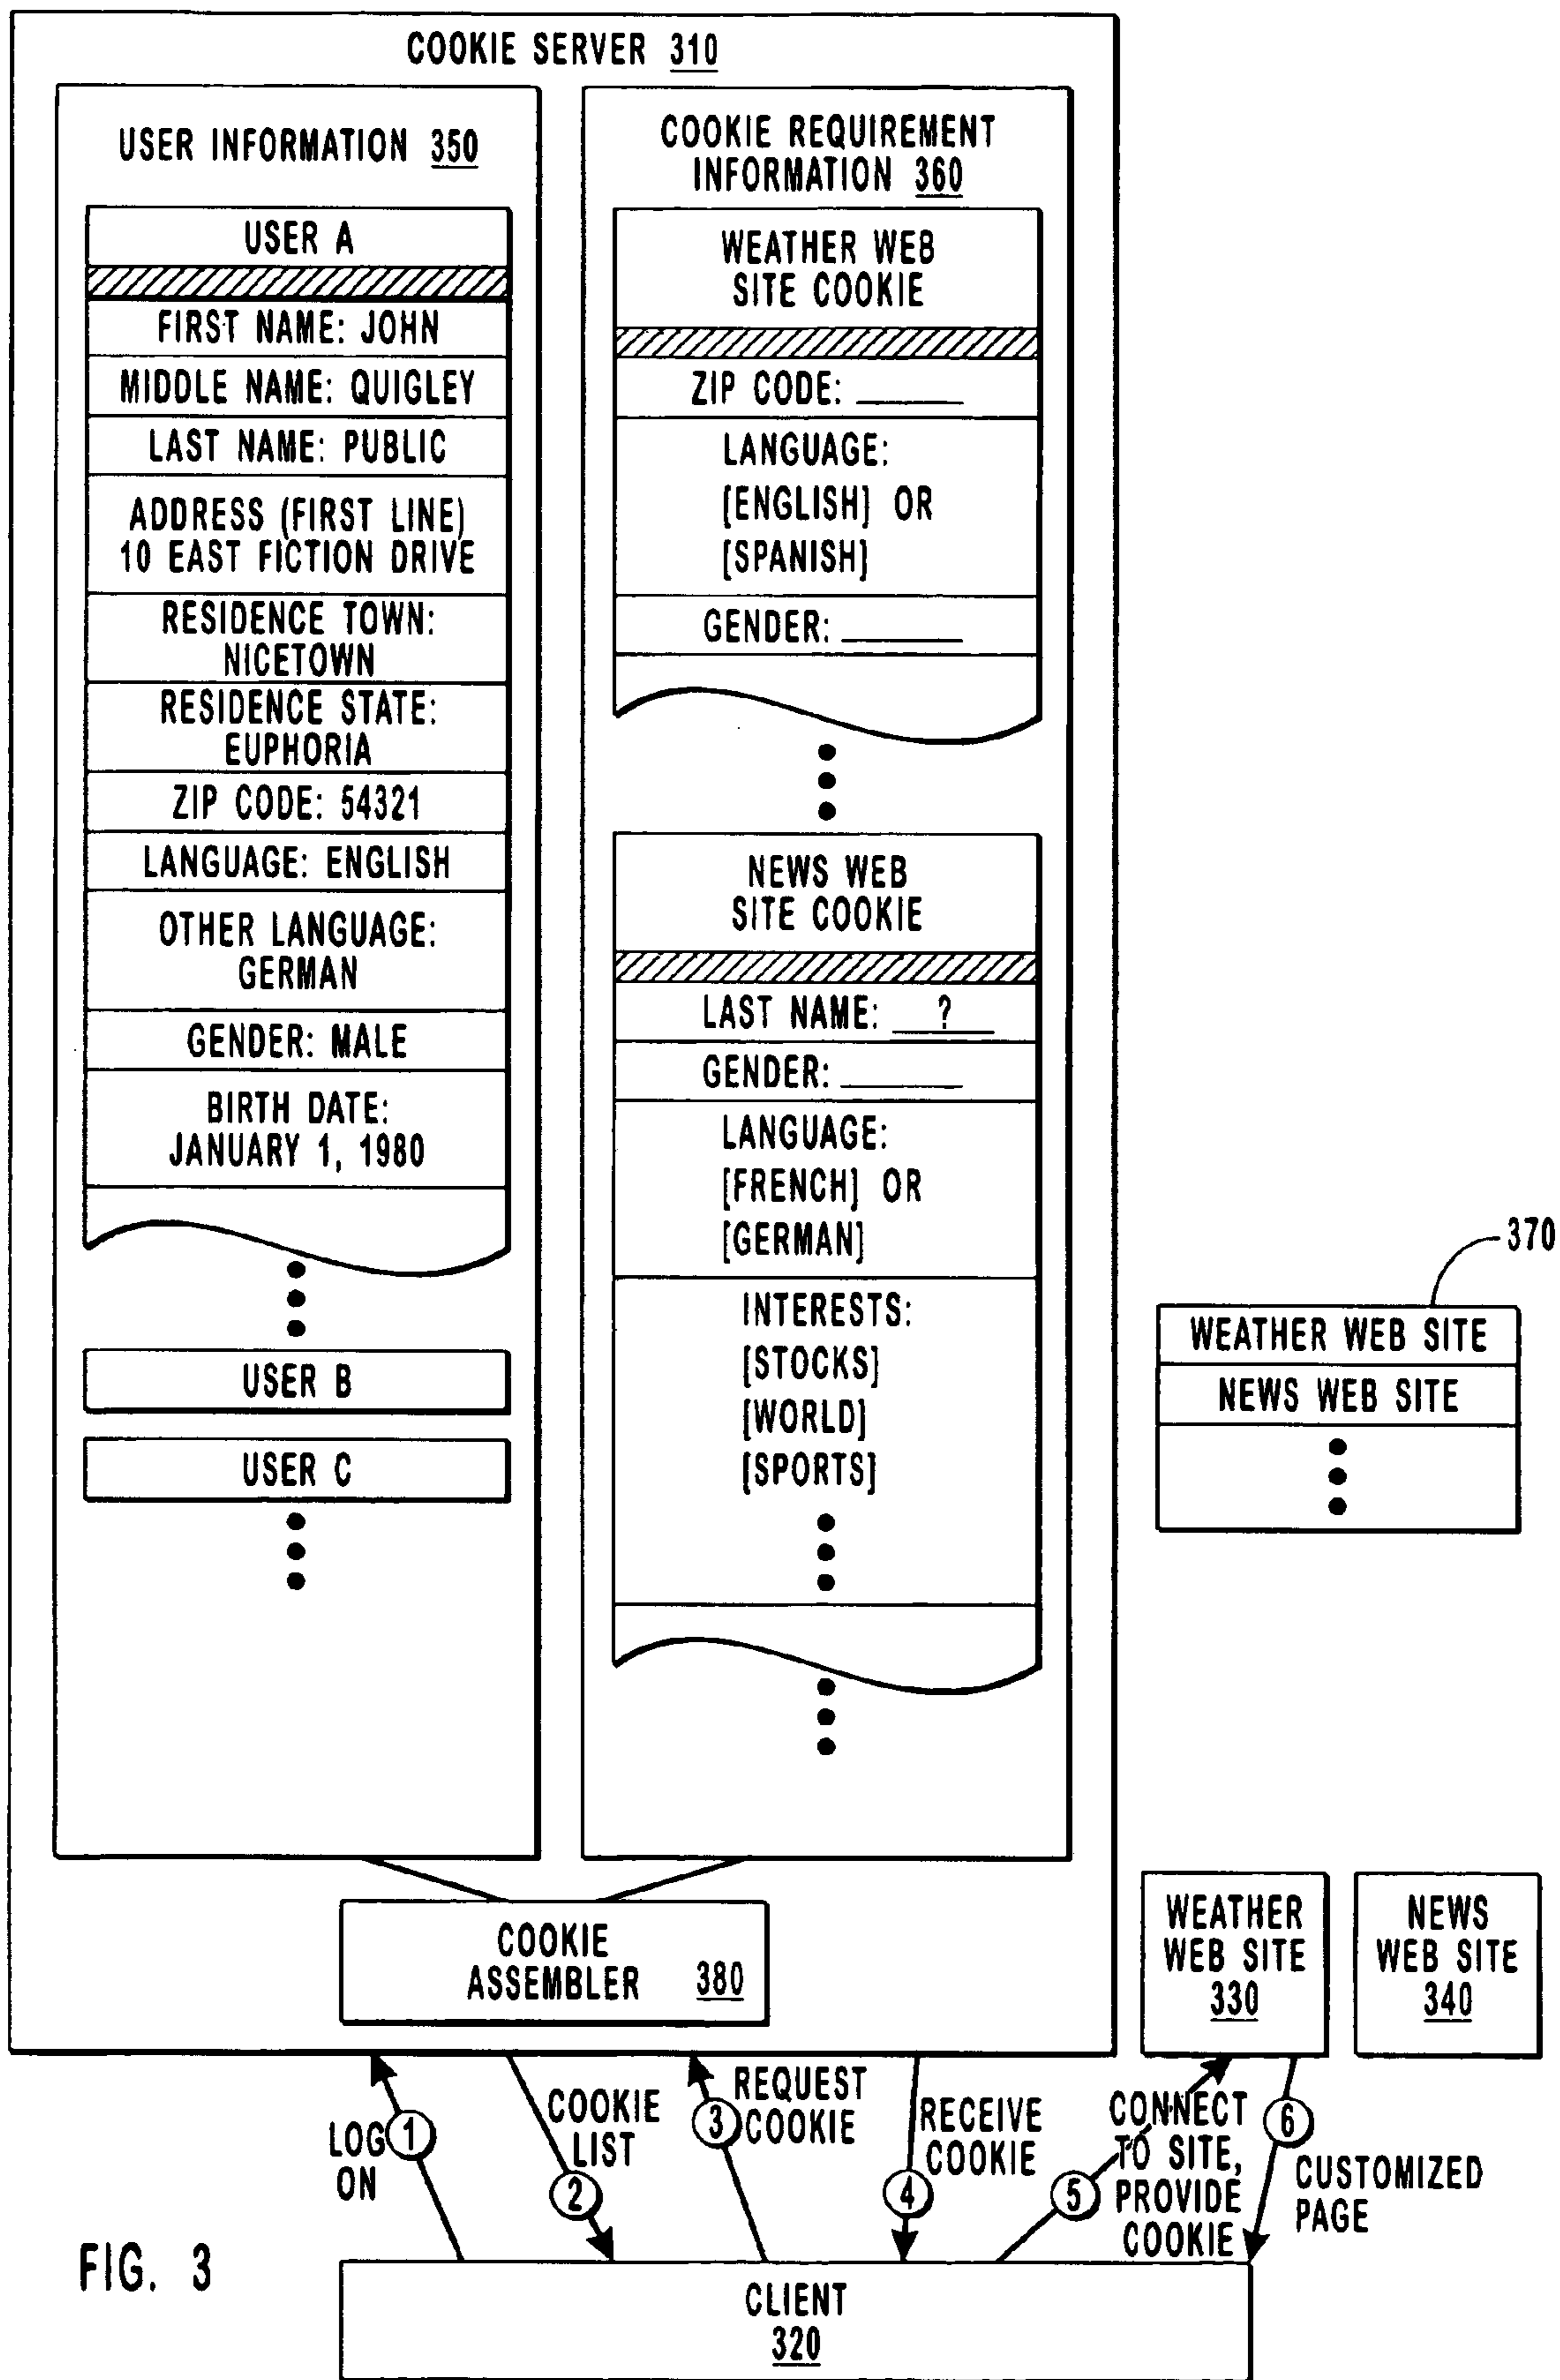 COOKIE SERVER 310
USER INFORMATION 350
USER A
FIRST NAME: JOHN
MIDDLE NAME: QUIGLEY
LAST NAME: PUBLIC
ADDRESS (FIRST LINE)
10 EAST FICTION DRIVE
RESIDENCE TOWN:
NICETOWN
RESIDENCE STATE:
EUPHORIA
ZIP CODE: 54321
LANGUAGE: ENGLISH
OTHER LANGUAGE:
GERMAN
GENDER: MALE
BIRTH DATE:
JANUARY 1, 1980
USER B
USER C
COOKIE REQUIREMENT
INFORMATION 360
WEATHER WEB
SITE COOKIE
ZIP CODE: ______
LANGUAGE:
[ENGLISH] OR
[SPANISH]
GENDER: ______
NEWS WEB
SITE COOKIE
LAST NAME: __?__
GENDER: ______
LANGUAGE:
[FRENCH] OR
[GERMAN]
INTERESTS:
[STOCKS]
[WORLD]
[SPORTS]
370
WEATHER WEB SITE
NEWS WEB SITE
COOKIE
ASSEMBLER 380
WEATHER
WEB SITE
330
NEWS
WEB SITE
340
LOG
ON
1
COOKIE
LIST
2
REQUEST
COOKIE
3
RECEIVE
COOKIE
4
CONNECT
TO SITE,
PROVIDE
COOKIE
5
6
CUSTOMIZED
PAGE
FIG. 3
CLIENT
320